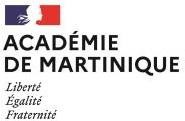 ACADÉMIE
DE MARTINIQUE
Liberté
Égalité
Fraternité